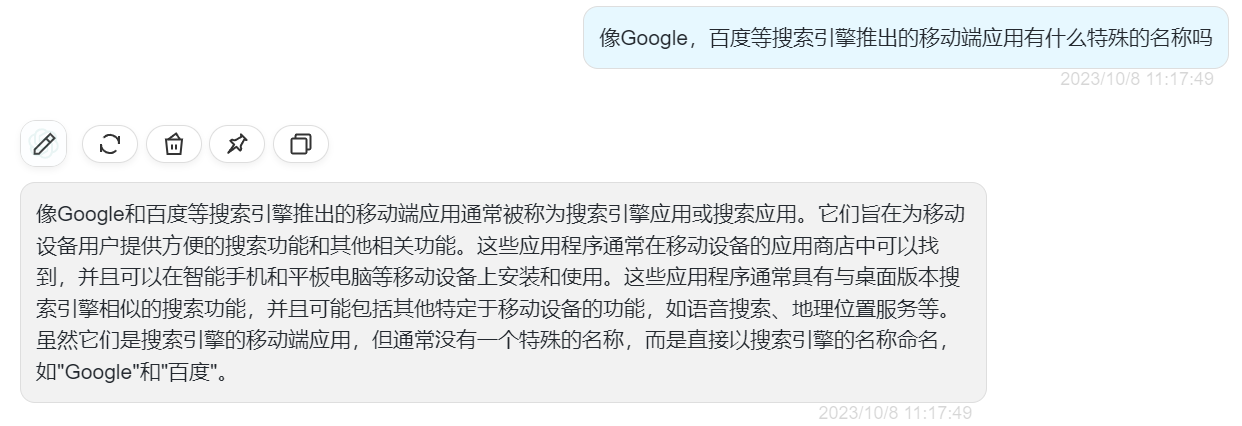 像Google，百度等搜索引擎推出的移动端应用有什么特殊的名称吗
2023/10/8 11:17:49
像Google和百度等搜索引擎推出的移动端应用通常被称为搜索引擎应用或搜索应用。它们旨在为移动
设备用户提供方便的搜索功能和其他相关功能。这些应用程序通常在移动设备的应用商店中可以找
到，并且可以在智能手机和平板电脑等移动设备上安装和使用。这些应用程序通常具有与桌面版本搜
索引擎相似的搜索功能，并且可能包括其他特定于移动设备的功能，如语音搜索、地理位置服务等。
虽然它们是搜索引擎的移动端应用，但通常没有一个特殊的名称，而是直接以搜索引擎的名称命名，
如"Google"和"百度"。
2023/10/8 11:17:49